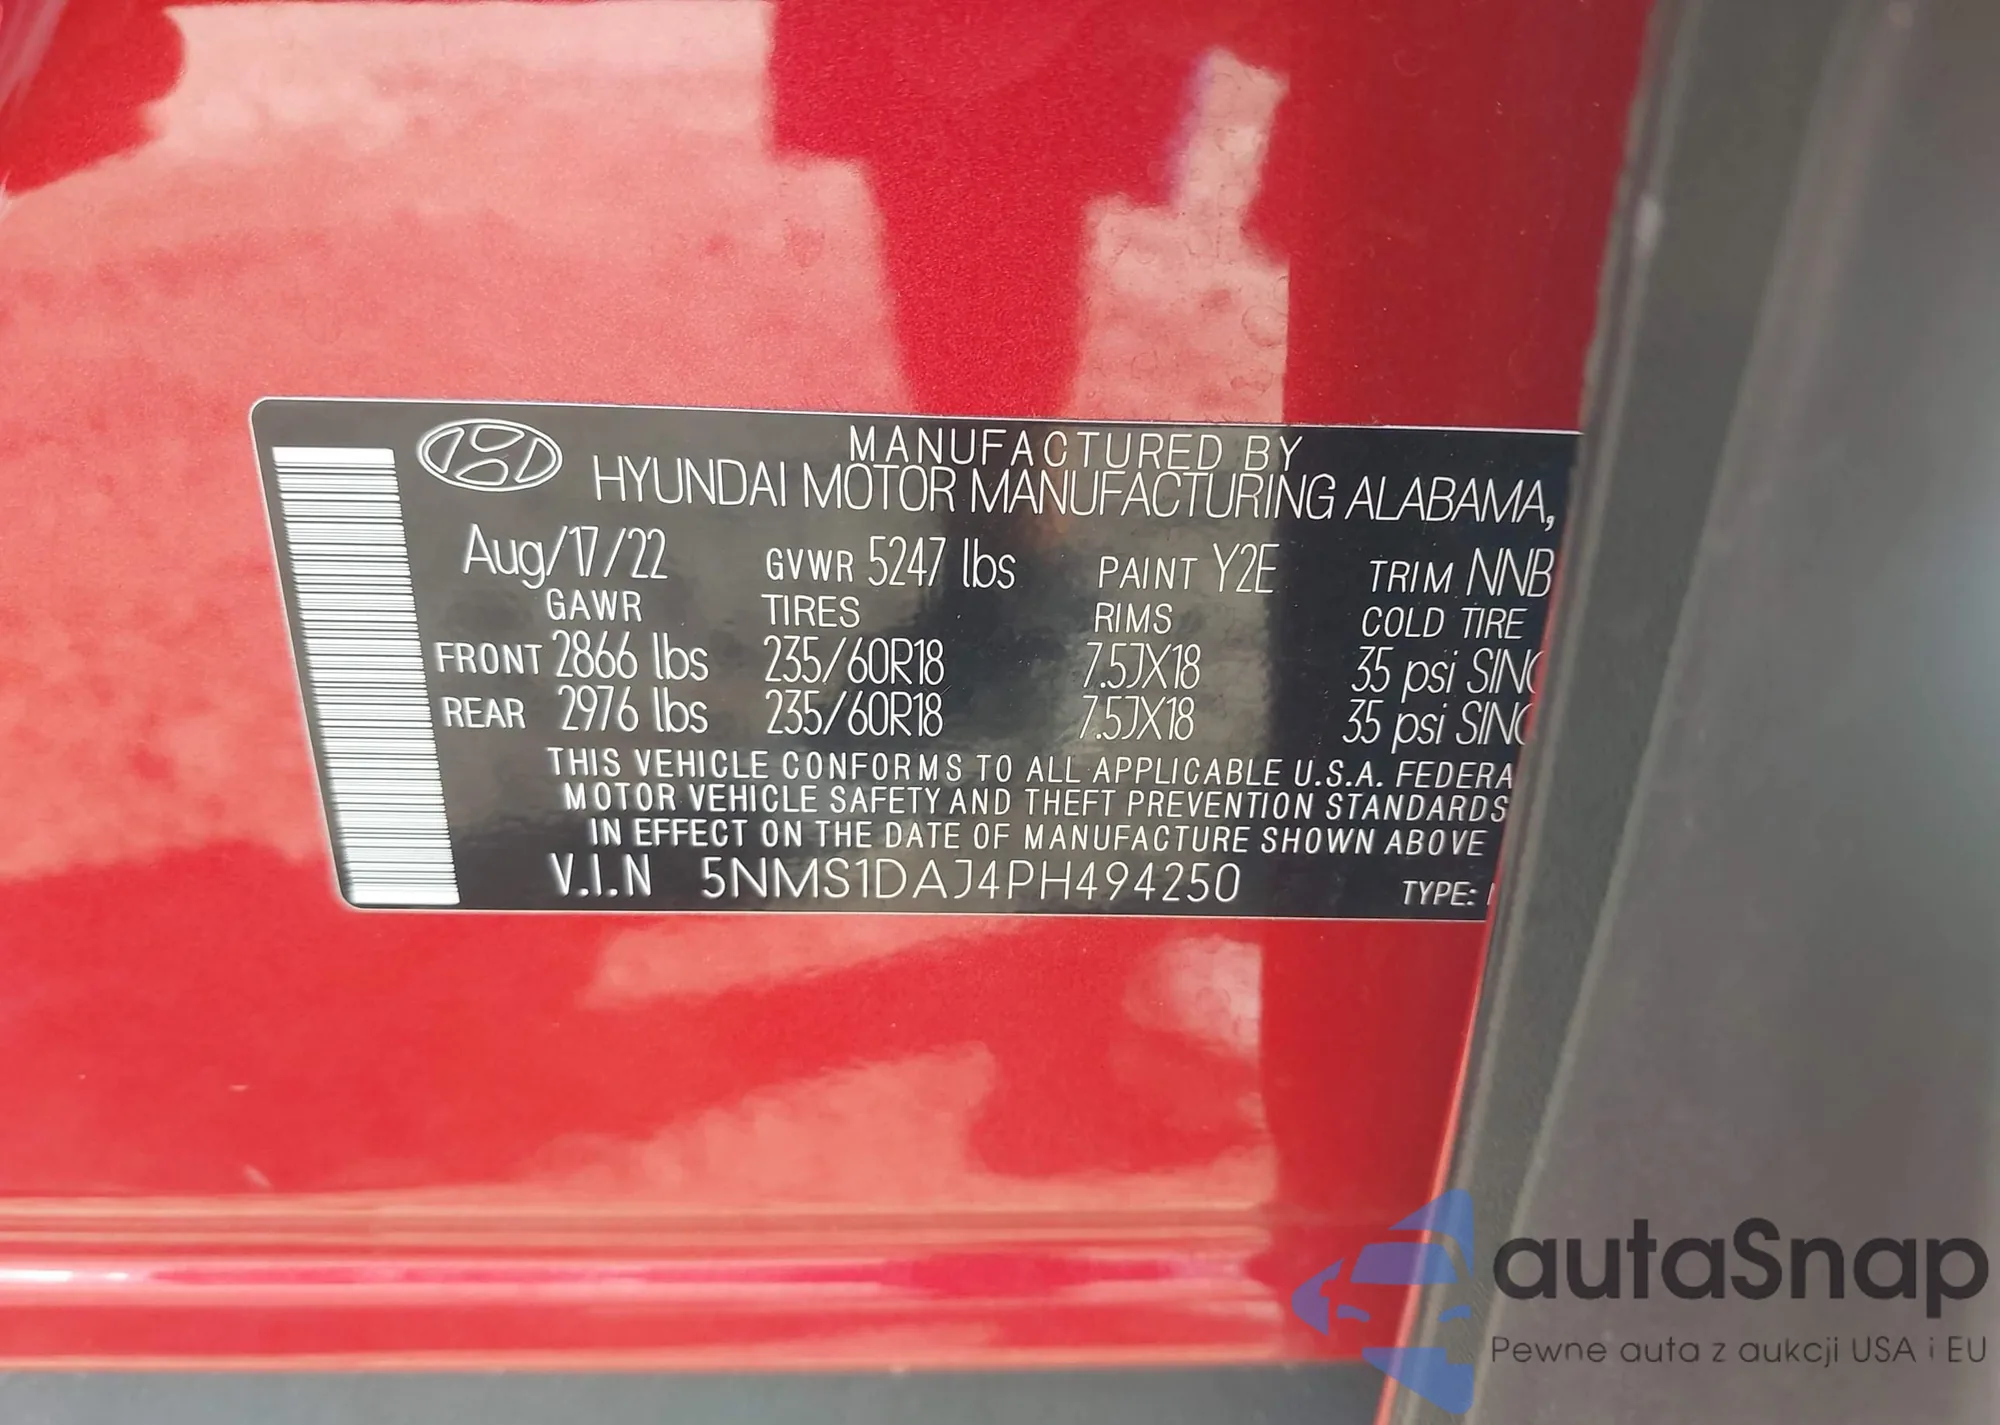 MANUFACTURED BY
HYUNDAI MOTOR MANUFACTURING ALABAMA,
Aug/17/22 GVWR 5247 lbs PAINT Y2E TRIM NNB
GAWR TIRES RIMS COLD TIRE
FRONT 2866 lbs 235/60R18 7.5JX18 35 psi SING
REAR 2976 lbs 235/60R18 7.5JX18 35 psi SING
THIS VEHICLE CONFORMS TO ALL APPLICABLE U.S.A. FEDERA
MOTOR VEHICLE SAFETY AND THEFT PREVENTION STANDARDS
IN EFFECT ON THE DATE OF MANUFACTURE SHOWN ABOVE
V.I.N 5NMS1DAJ4PH494250 TYPE:
autaSnap
Pewne auta z aukcji USA i EU